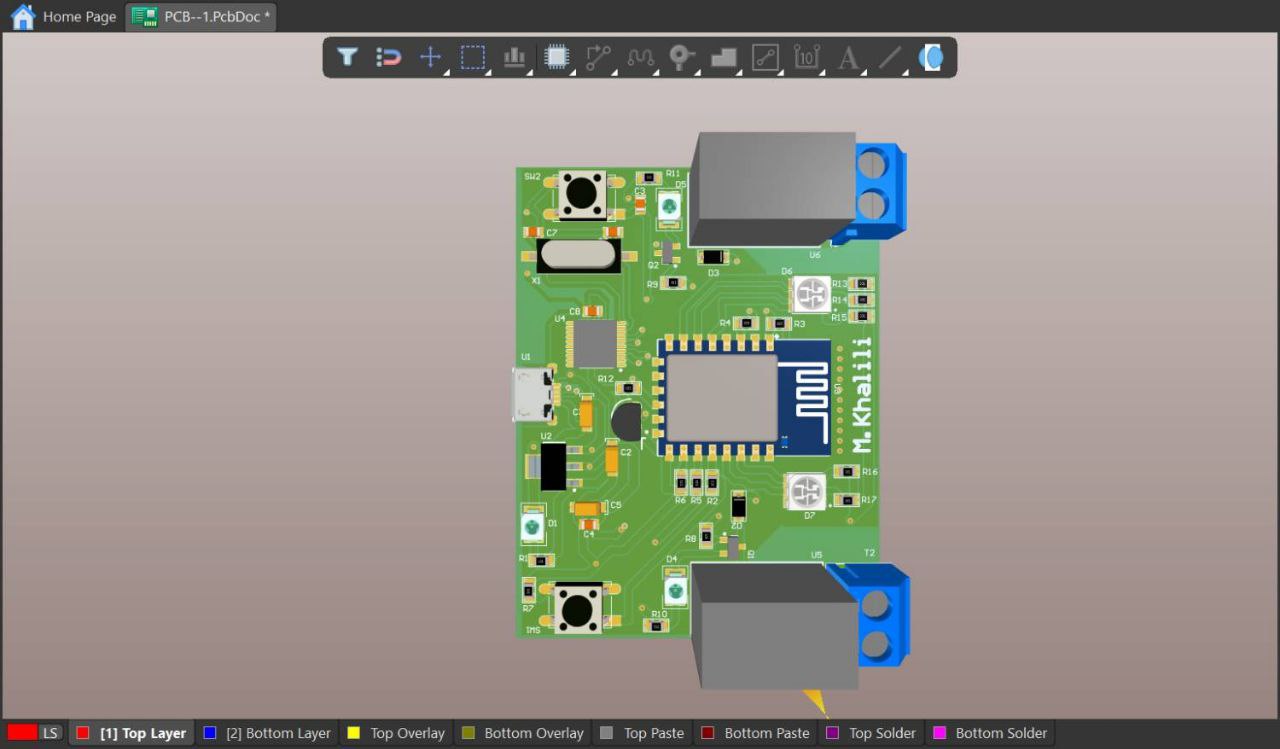 Home Page
PCB--1.PcbDoc *
10
SW2
R11
D5
C3
C7
U6
Q2
D3
X1
R9
D6
R13
R14
R15
C8
U4
R4
R3
U1
R12
M.Khalili
U2
C2
R16
R6 R5 R2
R17
D7
C5
D1
C4
R8
D4
U5
T2
R7
R10
LS
[1] Top Layer
[2] Bottom Layer
Top Overlay
Bottom Overlay
Top Paste
Bottom Paste
Top Solder
Bottom Solder